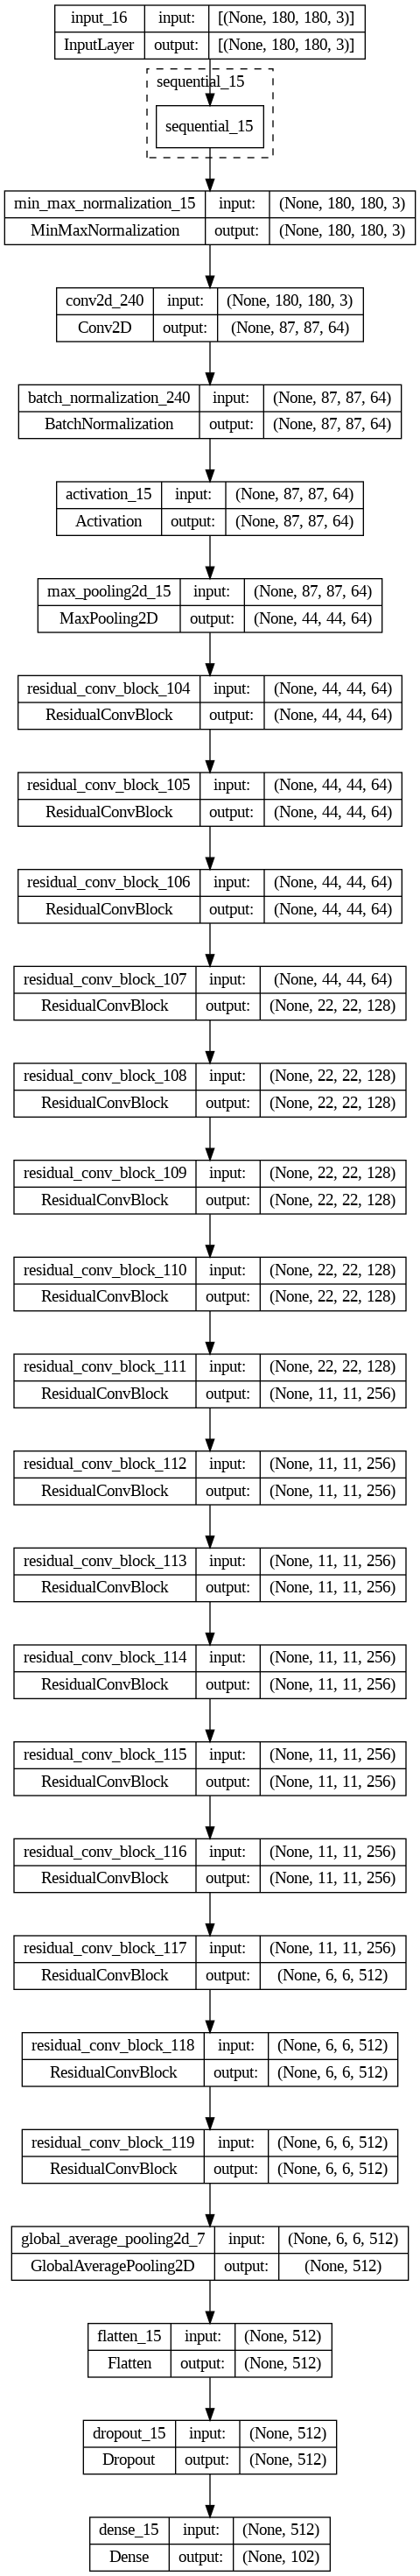 input_16 input: [(None, 180, 180, 3)]
InputLayer output: [(None, 180, 180, 3)]
sequential_15
sequential_15
min_max_normalization_15 input: (None, 180, 180, 3)
MinMaxNormalization output: (None, 180, 180, 3)
conv2d_240 input: (None, 180, 180, 3)
Conv2D output: (None, 87, 87, 64)
batch_normalization_240 input: (None, 87, 87, 64)
BatchNormalization output: (None, 87, 87, 64)
activation_15 input: (None, 87, 87, 64)
Activation output: (None, 87, 87, 64)
max_pooling2d_15 input: (None, 87, 87, 64)
MaxPooling2D output: (None, 44, 44, 64)
residual_conv_block_104 input: (None, 44, 44, 64)
ResidualConvBlock output: (None, 44, 44, 64)
residual_conv_block_105 input: (None, 44, 44, 64)
ResidualConvBlock output: (None, 44, 44, 64)
residual_conv_block_106 input: (None, 44, 44, 64)
ResidualConvBlock output: (None, 44, 44, 64)
residual_conv_block_107 input: (None, 44, 44, 64)
ResidualConvBlock output: (None, 22, 22, 128)
residual_conv_block_108 input: (None, 22, 22, 128)
ResidualConvBlock output: (None, 22, 22, 128)
residual_conv_block_109 input: (None, 22, 22, 128)
ResidualConvBlock output: (None, 22, 22, 128)
residual_conv_block_110 input: (None, 22, 22, 128)
ResidualConvBlock output: (None, 22, 22, 128)
residual_conv_block_111 input: (None, 22, 22, 128)
ResidualConvBlock output: (None, 11, 11, 256)
residual_conv_block_112 input: (None, 11, 11, 256)
ResidualConvBlock output: (None, 11, 11, 256)
residual_conv_block_113 input: (None, 11, 11, 256)
ResidualConvBlock output: (None, 11, 11, 256)
residual_conv_block_114 input: (None, 11, 11, 256)
ResidualConvBlock output: (None, 11, 11, 256)
residual_conv_block_115 input: (None, 11, 11, 256)
ResidualConvBlock output: (None, 11, 11, 256)
residual_conv_block_116 input: (None, 11, 11, 256)
ResidualConvBlock output: (None, 11, 11, 256)
residual_conv_block_117 input: (None, 11, 11, 256)
ResidualConvBlock output: (None, 6, 6, 512)
residual_conv_block_118 input: (None, 6, 6, 512)
ResidualConvBlock output: (None, 6, 6, 512)
residual_conv_block_119 input: (None, 6, 6, 512)
ResidualConvBlock output: (None, 6, 6, 512)
global_average_pooling2d_7 input: (None, 6, 6, 512)
GlobalAveragePooling2D output: (None, 512)
flatten_15 input: (None, 512)
Flatten output: (None, 512)
dropout_15 input: (None, 512)
Dropout output: (None, 512)
dense_15 input: (None, 512)
Dense output: (None, 102)